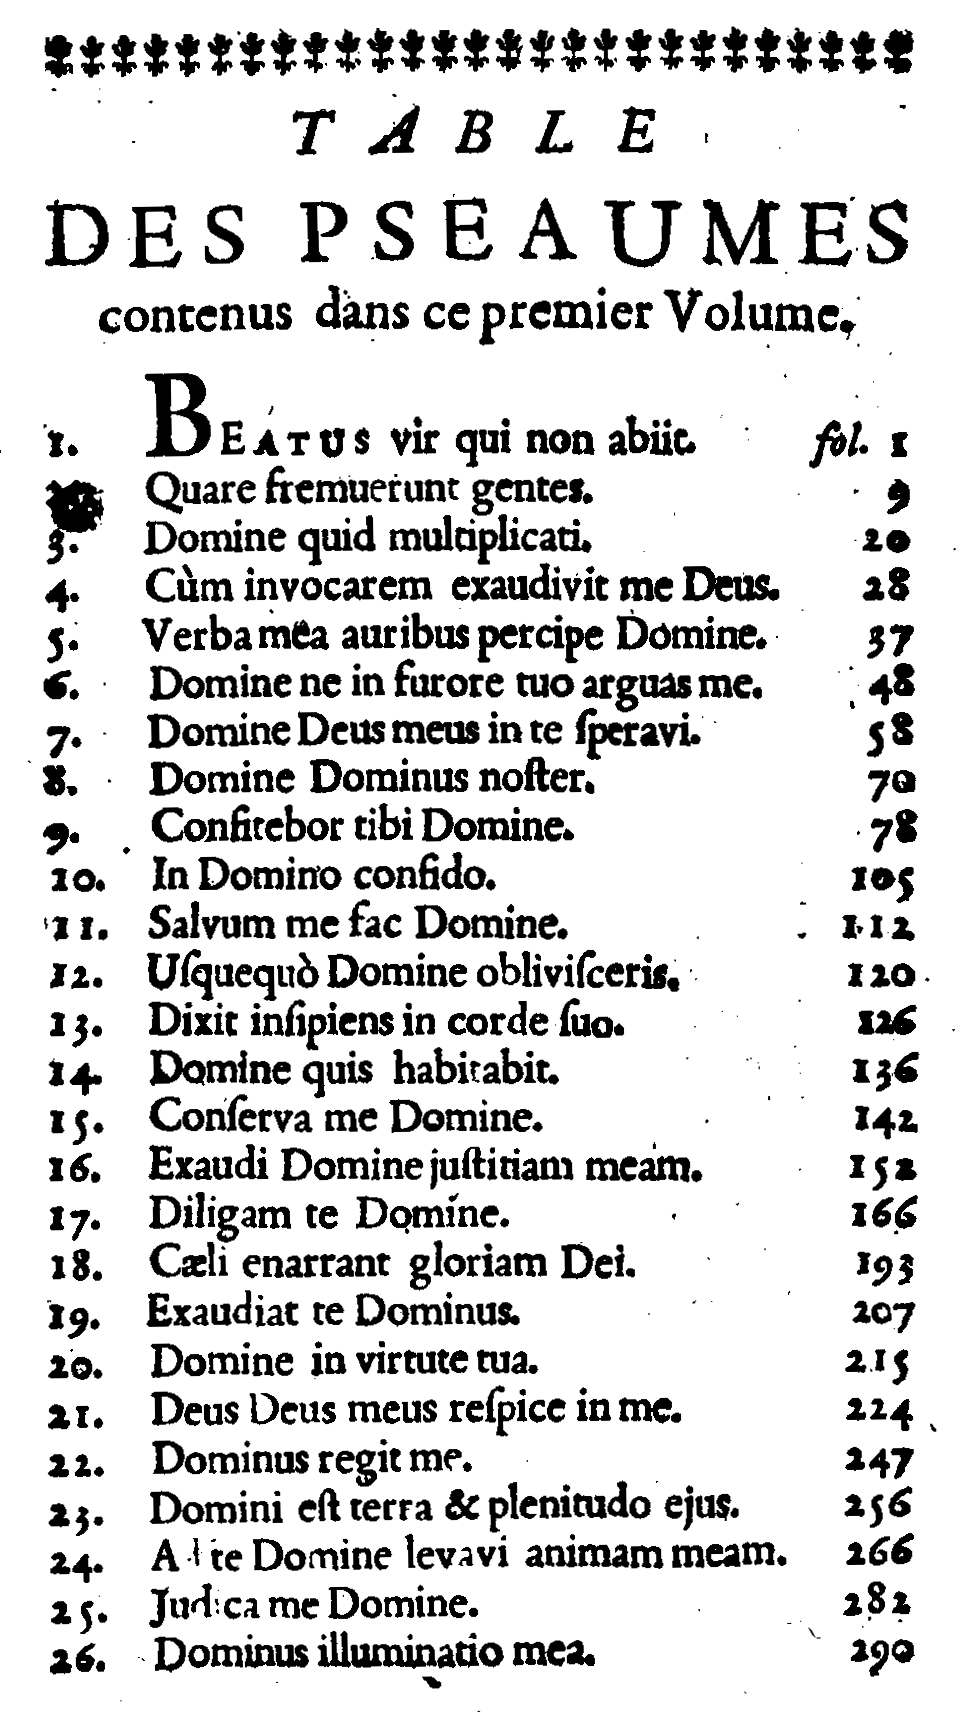 TABLE
DES PSEAUMES
contenus dans ce premier Volume.
1. BEATUS vir qui non abiit. fol. 1
Quare fremuerunt gentes. 9
3. Domine quid multiplicati. 20
4. Cùm invocarem exaudivit me Deus. 28
5. Verba mea auribus percipe Domine. 37
6. Domine ne in furore tuo arguas me. 48
7. Domine Deus meus in te ſperavi. 58
8. Domine Dominus noſter. 70
9. Confitebor tibi Domine. 78
10. In Domino confido. 105
11. Salvum me fac Domine. 112
12. Uſquequò Domine obliviſceris. 120
13. Dixit inſipiens in corde ſuo. 126
14. Domine quis habitabit. 136
15. Conſerva me Domine. 142
16. Exaudi Domine juſtitiam meam. 152
17. Diligam te Domine. 166
18. Cæli enarrant gloriam Dei. 193
19. Exaudiat te Dominus. 207
20. Domine in virtute tua. 215
21. Deus Deus meus reſpice in me. 224
22. Dominus regit me. 247
23. Domini eſt terra & plenitudo ejus. 256
24. Ad te Domine levavi animam meam. 266
25. Judica me Domine. 282
26. Dominus illuminatio mea. 290